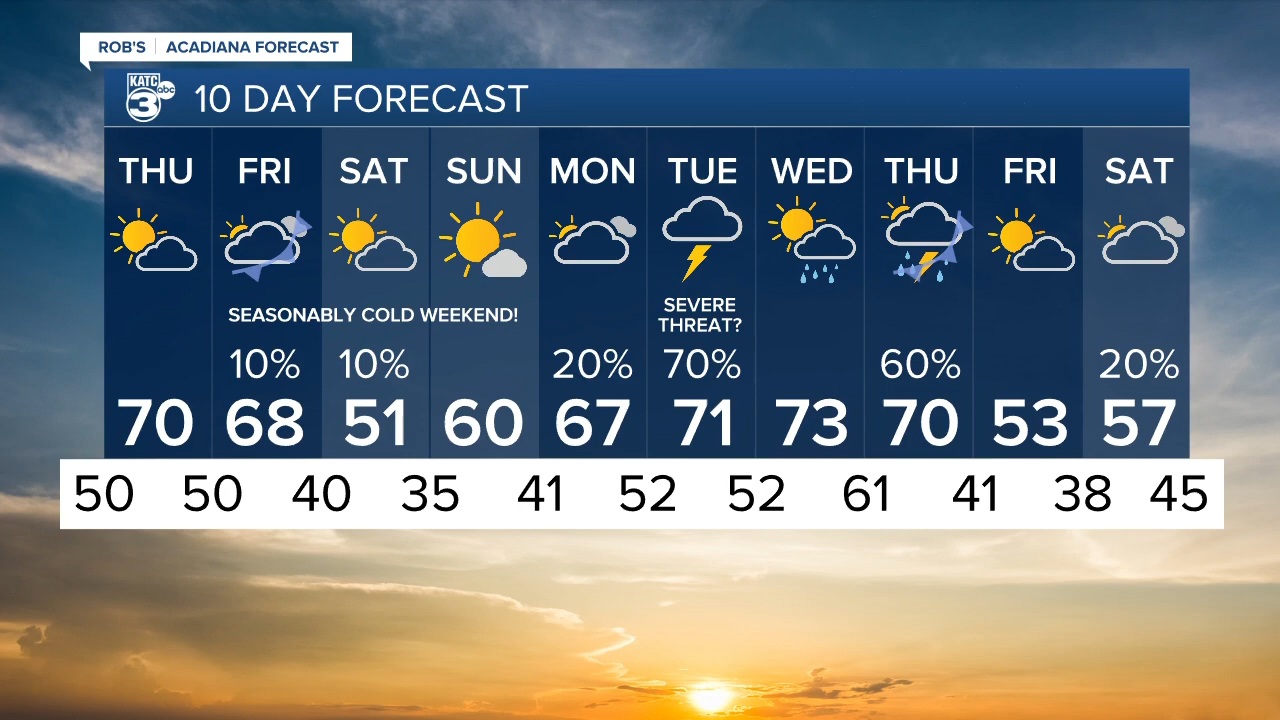 ROB'S ACADIANA FORECAST
KATC abc
3
10 DAY FORECAST
THU FRI SAT SUN MON TUE WED THU FRI SAT
SEASONABLY COLD WEEKEND!
SEVERE
THREAT?
10% 10% 20% 70% 60% 20%
70 68 51 60 67 71 73 70 53 57
50 50 40 35 41 52 52 61 41 38 45